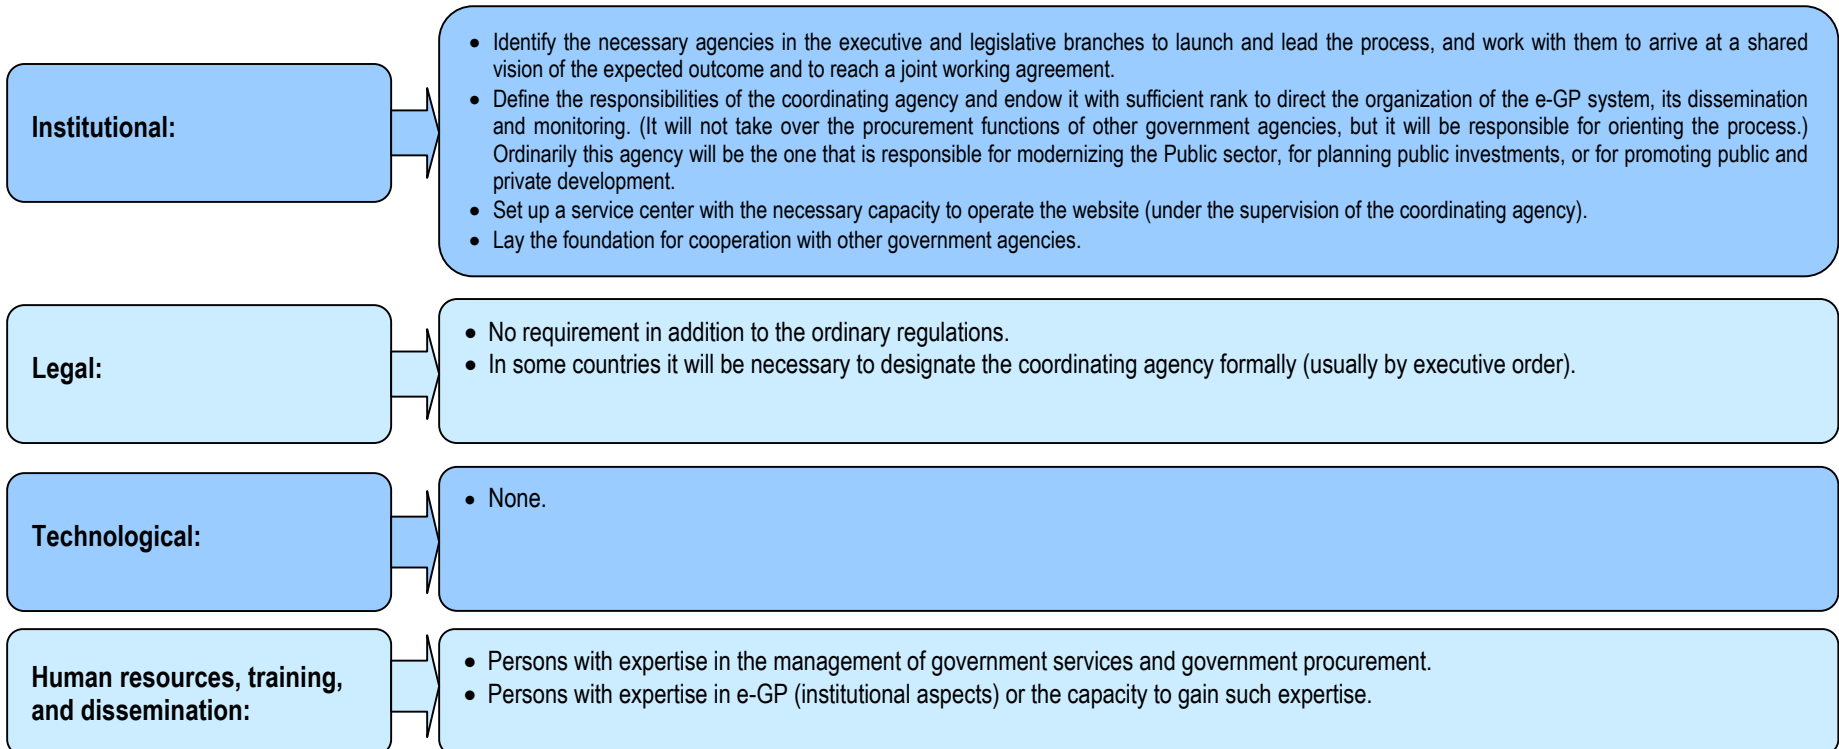 Institutional:
• Identify the necessary agencies in the executive and legislative branches to launch and lead the process, and work with them to arrive at a shared
vision of the expected outcome and to reach a joint working agreement.
• Define the responsibilities of the coordinating agency and endow it with sufficient rank to direct the organization of the e-GP system, its dissemination
and monitoring. (It will not take over the procurement functions of other government agencies, but it will be responsible for orienting the process.)
Ordinarily this agency will be the one that is responsible for modernizing the Public sector, for planning public investments, or for promoting public and
private development.
• Set up a service center with the necessary capacity to operate the website (under the supervision of the coordinating agency).
• Lay the foundation for cooperation with other government agencies.
Legal:
• No requirement in addition to the ordinary regulations.
• In some countries it will be necessary to designate the coordinating agency formally (usually by executive order).
Technological:
• None.
Human resources, training,
and dissemination:
• Persons with expertise in the management of government services and government procurement.
• Persons with expertise in e-GP (institutional aspects) or the capacity to gain such expertise.